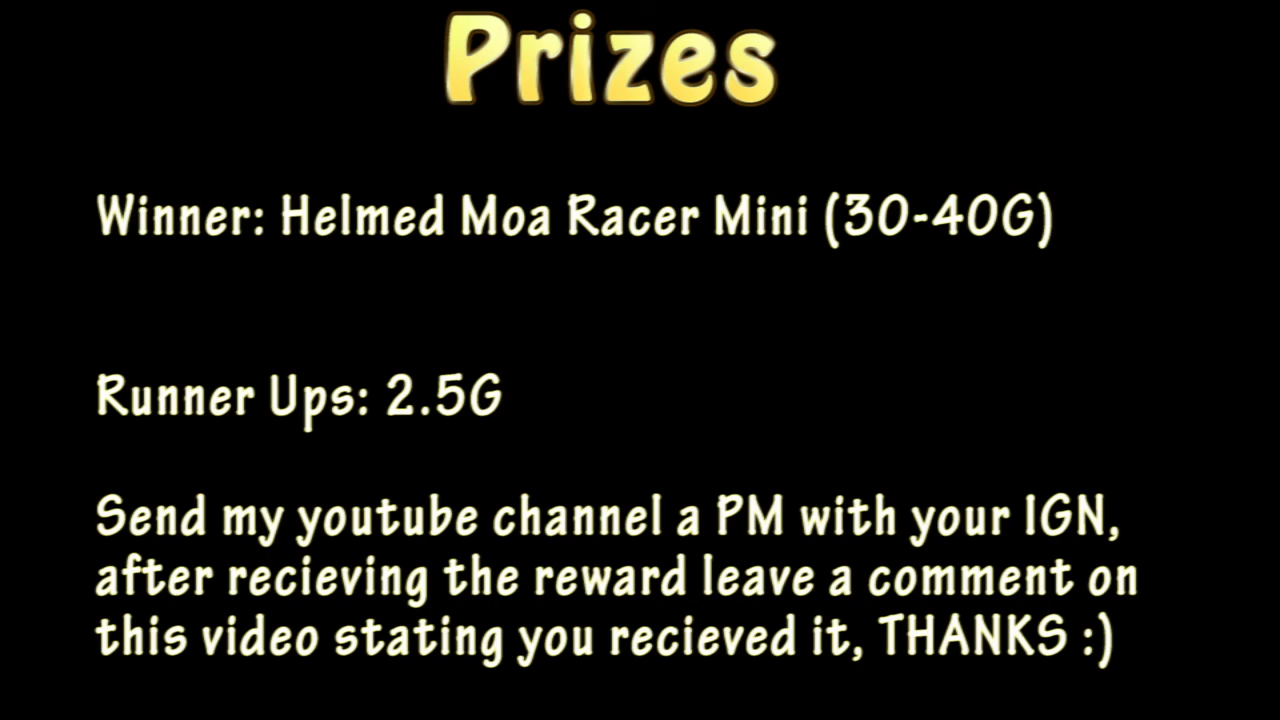 Prizes
Winner: Helmed Moa Racer Mini (30-40G)
Runner Ups: 2.5G
Send my youtube channel a PM with your IGN,
after recieving the reward leave a comment on
this video stating you recieved it, THANKS :)